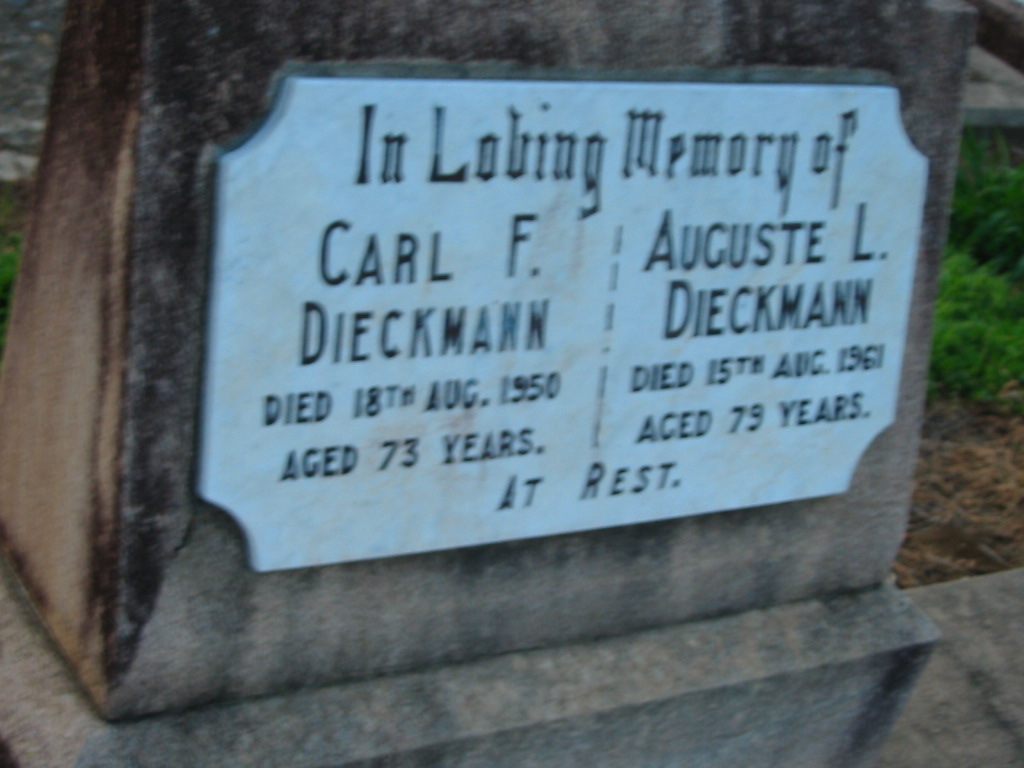 In Loving Memory of
CARL F.
DIECKMANN
DIED 18TH AUG. 1950
AGED 73 YEARS.
AUGUSTE L.
DIECKMANN
DIED 15TH AUG. 1961
AGED 79 YEARS.
AT REST.